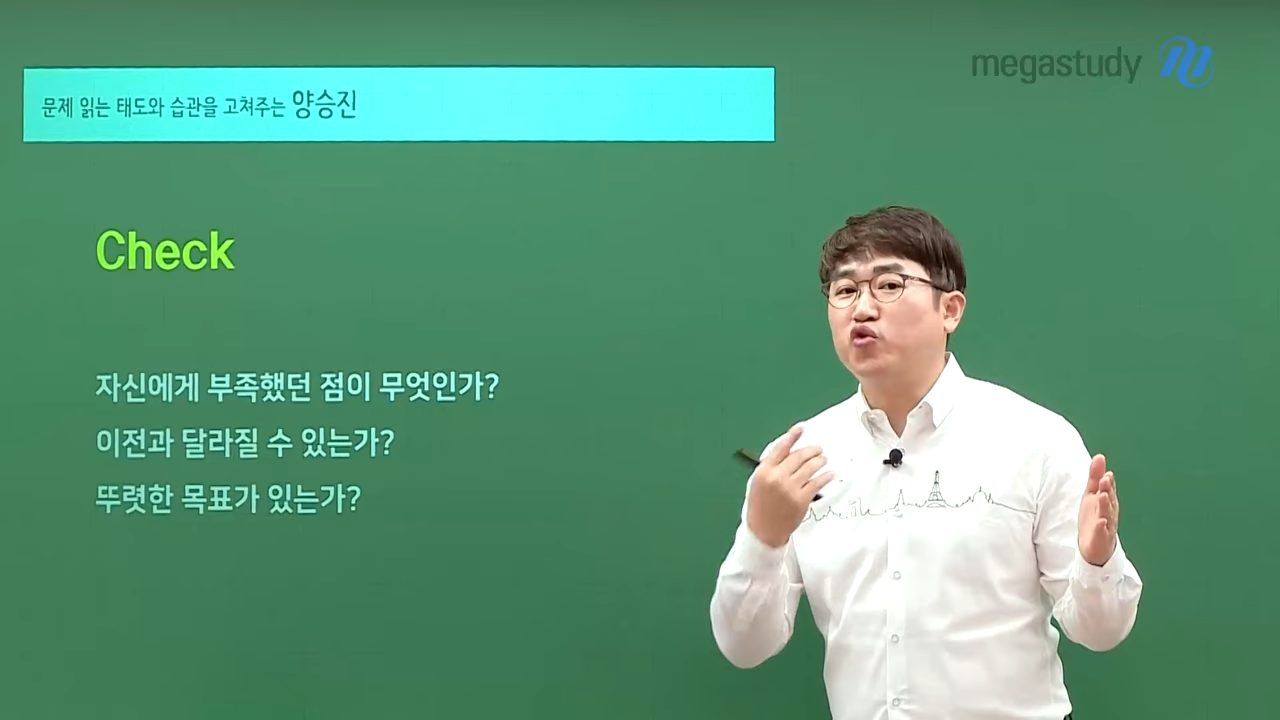 megastudy
문제 읽는 태도와 습관을 고쳐주는 양승진
Check
자신에게 부족했던 점이 무엇인가?
이전과 달라질 수 있는가?
뚜렷한 목표가 있는가?